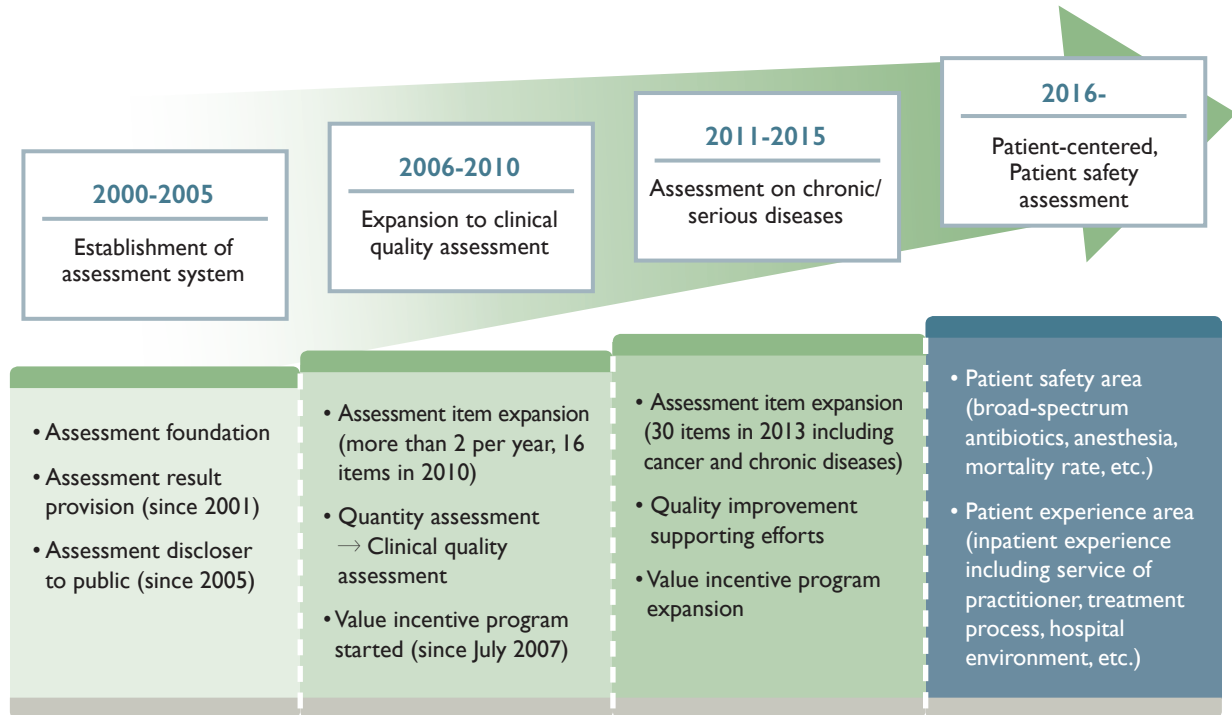 2000-2005
Establishment of
assessment system
2006-2010
Expansion to clinical
quality assessment
2011-2015
Assessment on chronic/
serious diseases
2016-
Patient-centered,
Patient safety
assessment
• Assessment foundation
• Assessment result
provision (since 2001)
• Assessment discloser
to public (since 2005)
• Assessment item expansion
(more than 2 per year, 16
items in 2010)
• Quantity assessment
→ Clinical quality
assessment
• Value incentive program
started (since July 2007)
• Assessment item expansion
(30 items in 2013 including
cancer and chronic diseases)
• Quality improvement
supporting efforts
• Value incentive program
expansion
• Patient safety area
(broad-spectrum
antibiotics, anesthesia,
mortality rate, etc.)
• Patient experience area
(inpatient experience
including service of
practitioner, treatment
process, hospital
environment, etc.)